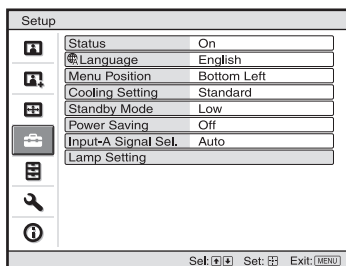 Setup
Status On
Language English
Menu Position Bottom Left
Cooling Setting Standard
Standby Mode Low
Power Saving Off
Input-A Signal Sel. Auto
Lamp Setting
Sel: Set: Exit: MENU